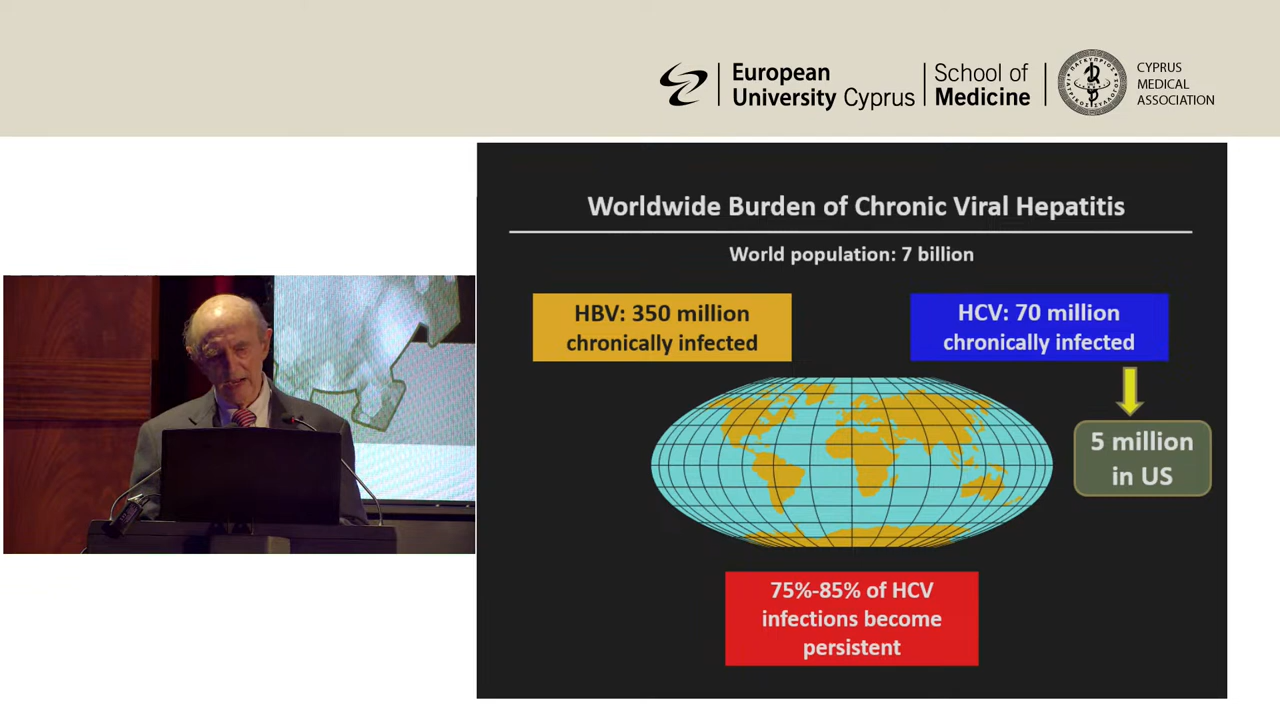 European
University Cyprus
School of
Medicine
CYPRUS
MEDICAL
ASSOCIATION
Worldwide Burden of Chronic Viral Hepatitis
World population: 7 billion
HBV: 350 million
chronically infected
HCV: 70 million
chronically infected
5 million
in US
75%-85% of HCV
infections become
persistent